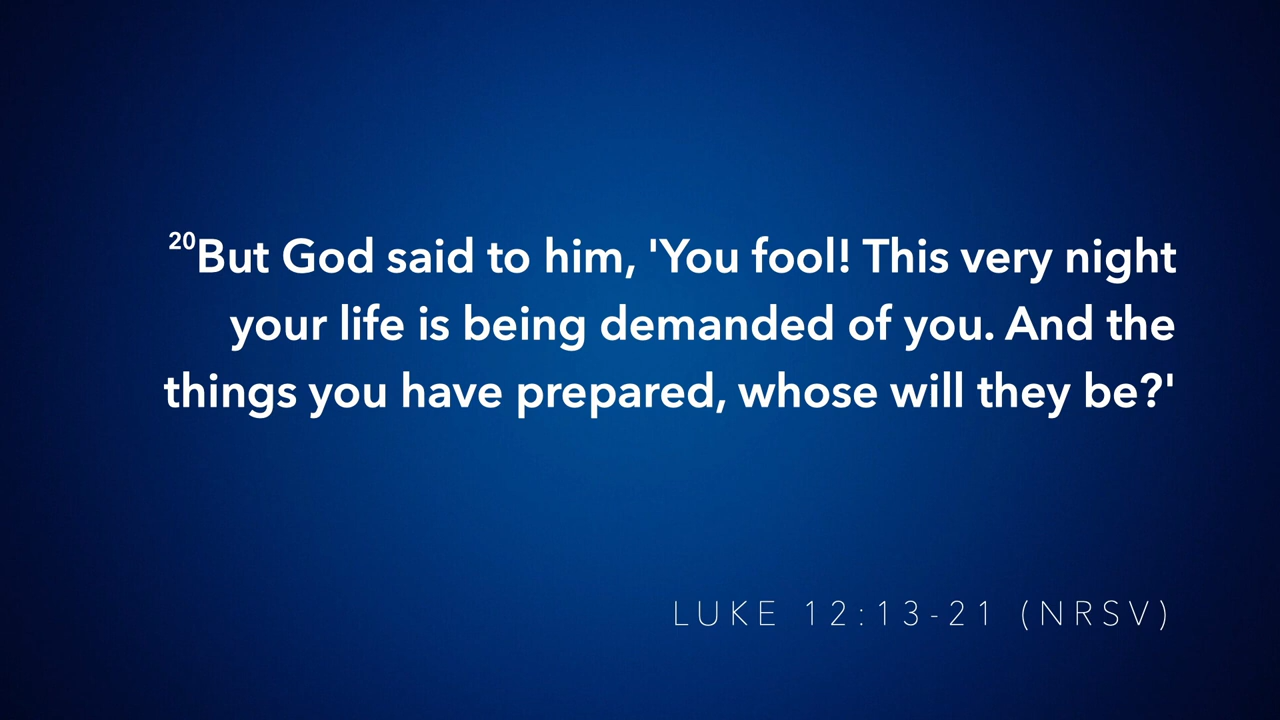 20But God said to him, 'You fool! This very night
your life is being demanded of you. And the
things you have prepared, whose will they be?'
LUKE 12:13-21 (NRSV)